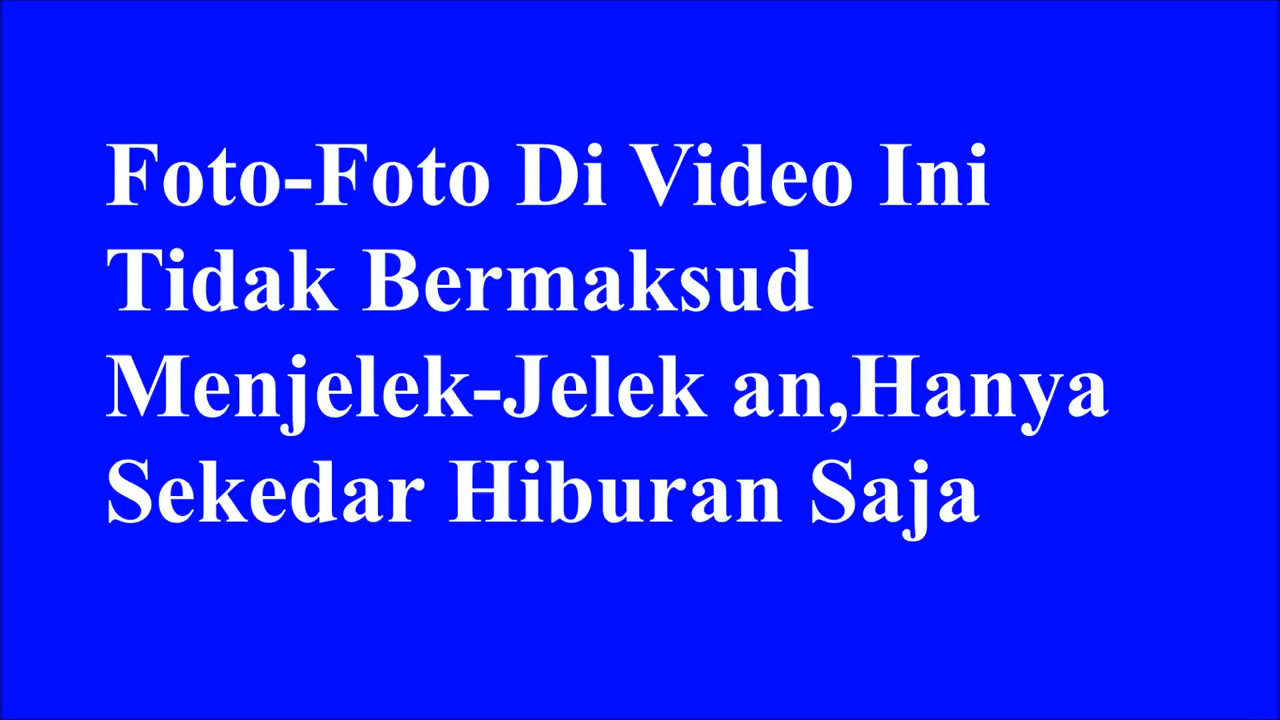 Foto-Foto Di Video Ini
Tidak Bermaksud
Menjelek-Jelek an,Hanya
Sekedar Hiburan Saja